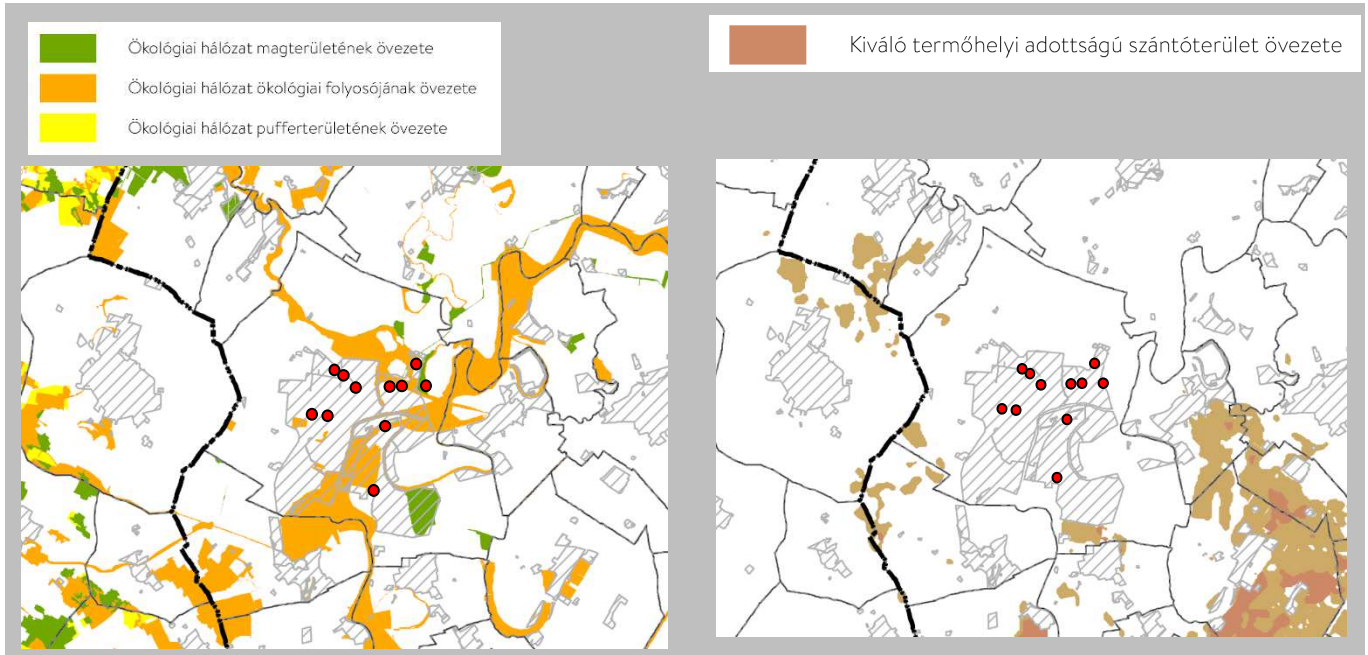 Ökológiai hálózat magterületének övezete
Ökológiai hálózat ökológiai folyosójának övezete
Ökológiai hálózat pufferterületének övezete
Kiváló termőhelyi adottságú szántóterület övezete